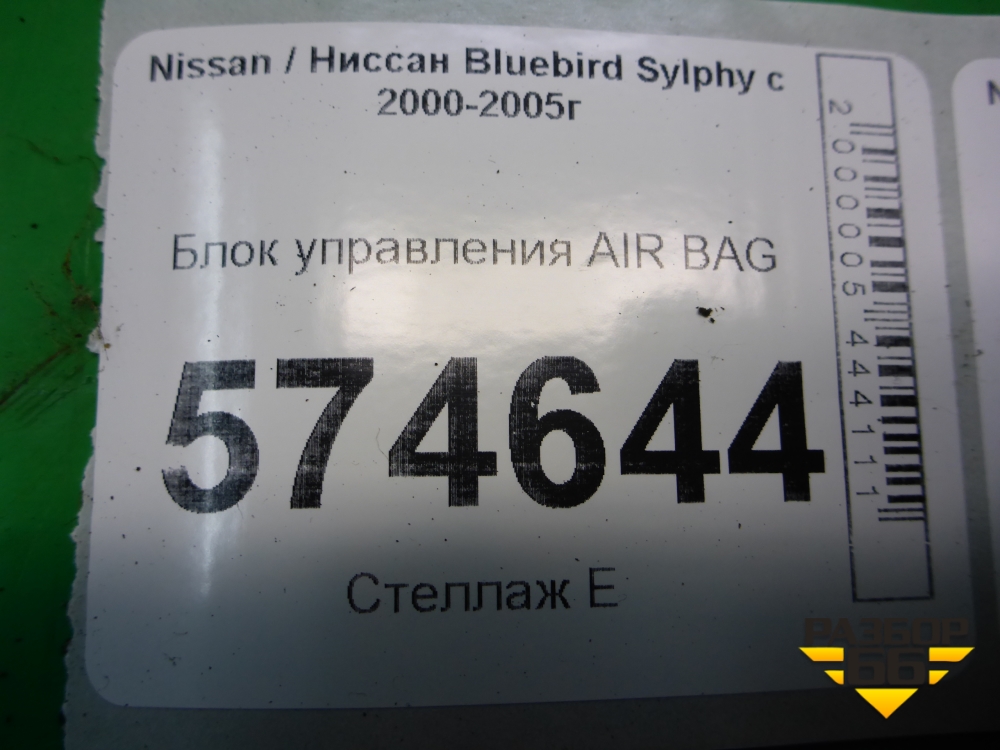 Nissan / Ниссан Bluebird Sylphy с
2000-2005г
Блок управления AIR BAG
574644
Стеллаж Е
2000005444111
РАЗБОР
66